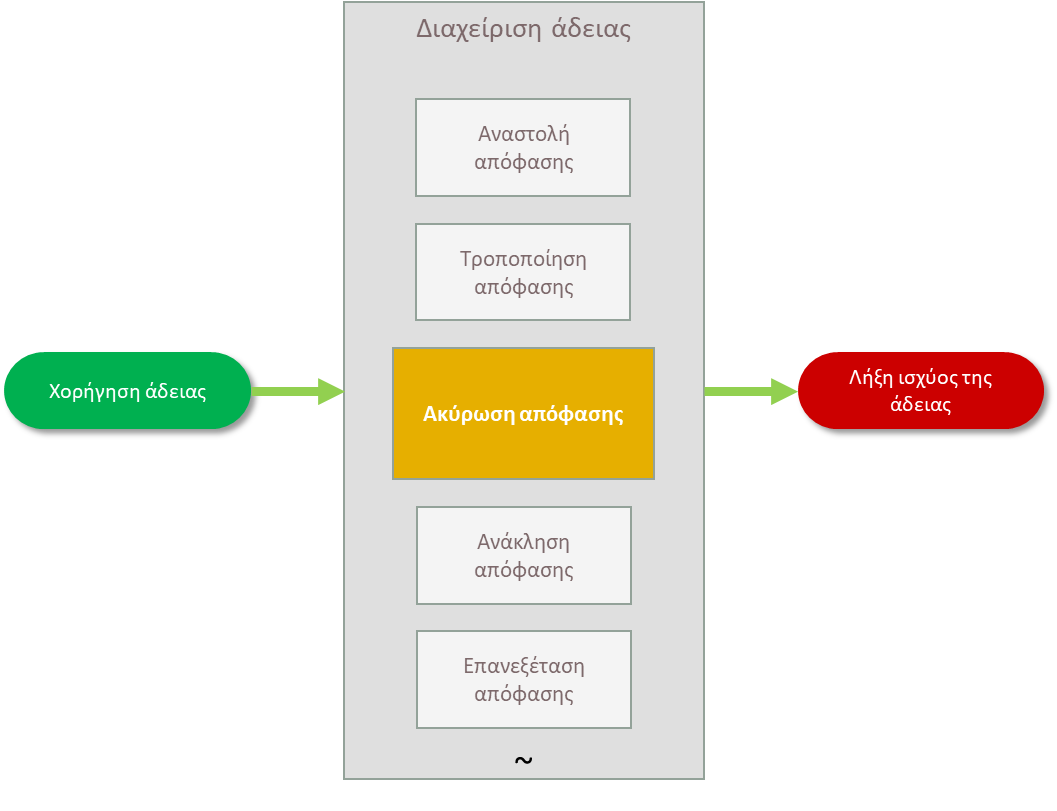 Διαχείριση άδειας
Αναστολή
απόφασης
Τροποποίηση
απόφασης
Χορήγηση άδειας
Ακύρωση απόφασης
Λήξη ισχύος της
άδειας
Ανάκληση
απόφασης
Επανεξέταση
απόφασης
~